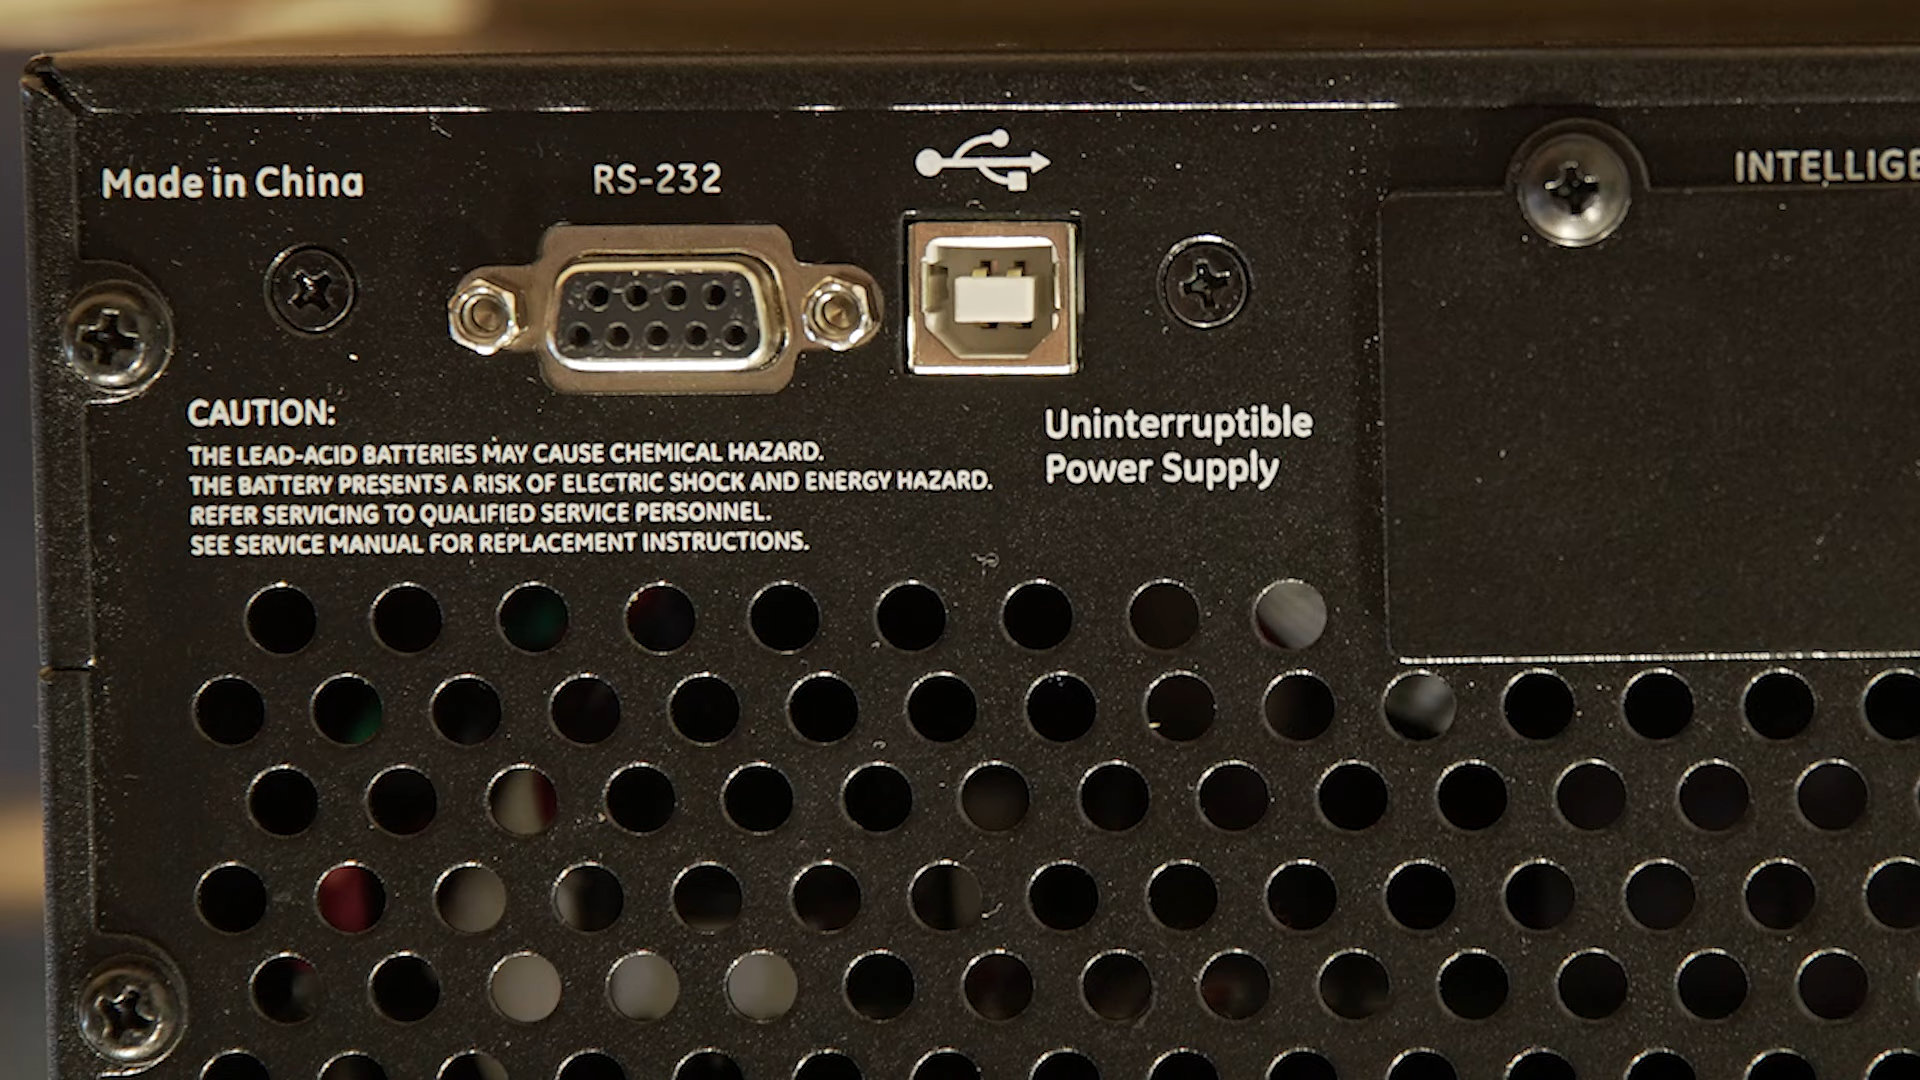 Made in China
RS-232
INTELLIGE
CAUTION:
THE LEAD-ACID BATTERIES MAY CAUSE CHEMICAL HAZARD.
THE BATTERY PRESENTS A RISK OF ELECTRIC SHOCK AND ENERGY HAZARD.
REFER SERVICING TO QUALIFIED SERVICE PERSONNEL.
SEE SERVICE MANUAL FOR REPLACEMENT INSTRUCTIONS.
Uninterruptible
Power Supply